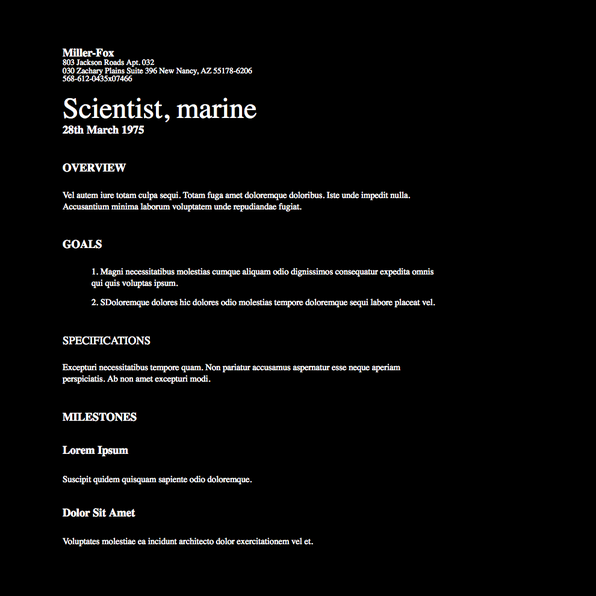 Miller-Fox
803 Jackson Roads Apt. 032
030 Zachary Plains Suite 396 New Nancy, AZ 55178-6206
568-612-0435x07466
Scientist, marine
28th March 1975
OVERVIEW
Vel autem iure totam culpa sequi. Totam fuga amet doloremque doloribus. Iste unde impedit nulla.
Accusantium minima laborum voluptatem unde repudiandae fugiat.
GOALS
1. Magni necessitatibus molestias cumque aliquam odio dignissimos consequatur expedita omnis
qui quis voluptas ipsum.
2. SDoloremque dolores hic dolores odio molestias tempore doloremque sequi labore placeat vel.
SPECIFICATIONS
Excepturi necessitatibus tempore quam. Non pariatur accusamus aspernatur esse neque aperiam
perspiciatis. Ab non amet excepturi modi.
MILESTONES
Lorem Ipsum
Suscipit quidem quisquam sapiente odio doloremque.
Dolor Sit Amet
Voluptates molestiae ea incidunt architecto dolor exercitationem vel et.